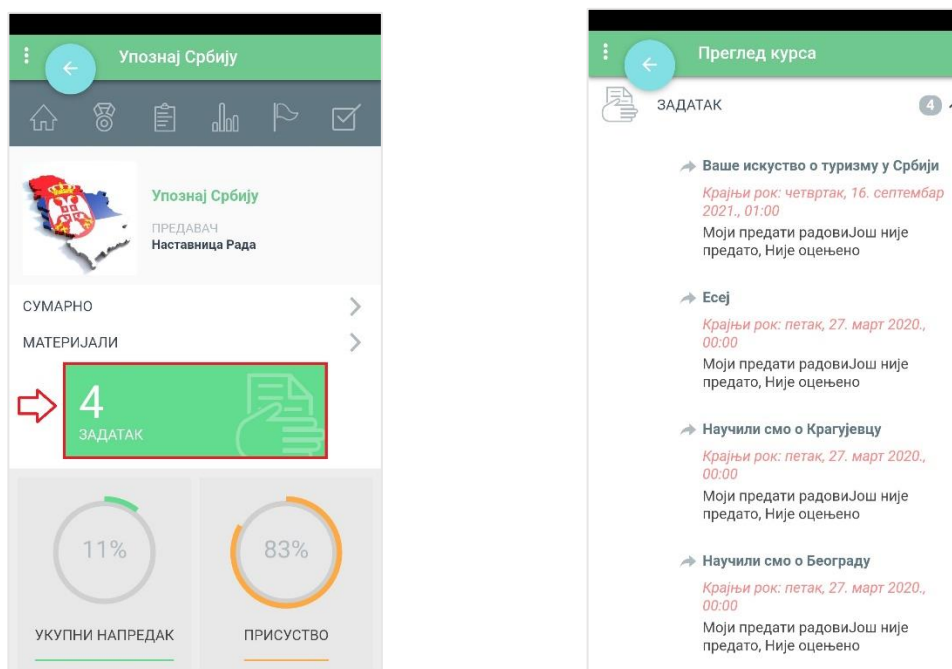 Упознај Србију
Упознај Србију
ПРЕДАВАЧ
Наставница Рада
СУМАРНО
МАТЕРИЈАЛИ
4
ЗАДАТАК
11%
83%
УКУПНИ НАПРЕДАК
ПРИСУСТВО
Преглед курса
ЗАДАТАК
4
Ваше искуство о туризму у Србији
Крајњи рок: четвртак, 16. септембар
2021., 01:00
Моји предати радовиЈош није
предато, Није оцењено
Есеј
Крајњи рок: петак, 27. март 2020.,
00:00
Моји предати радовиЈош није
предато, Није оцењено
Научили смо о Крагујевцу
Крајњи рок: петак, 27. март 2020.,
00:00
Моји предати радовиЈош није
предато, Није оцењено
Научили смо о Београду
Крајњи рок: петак, 27. март 2020.,
00:00
Моји предати радовиЈош није
предато, Није оцењено